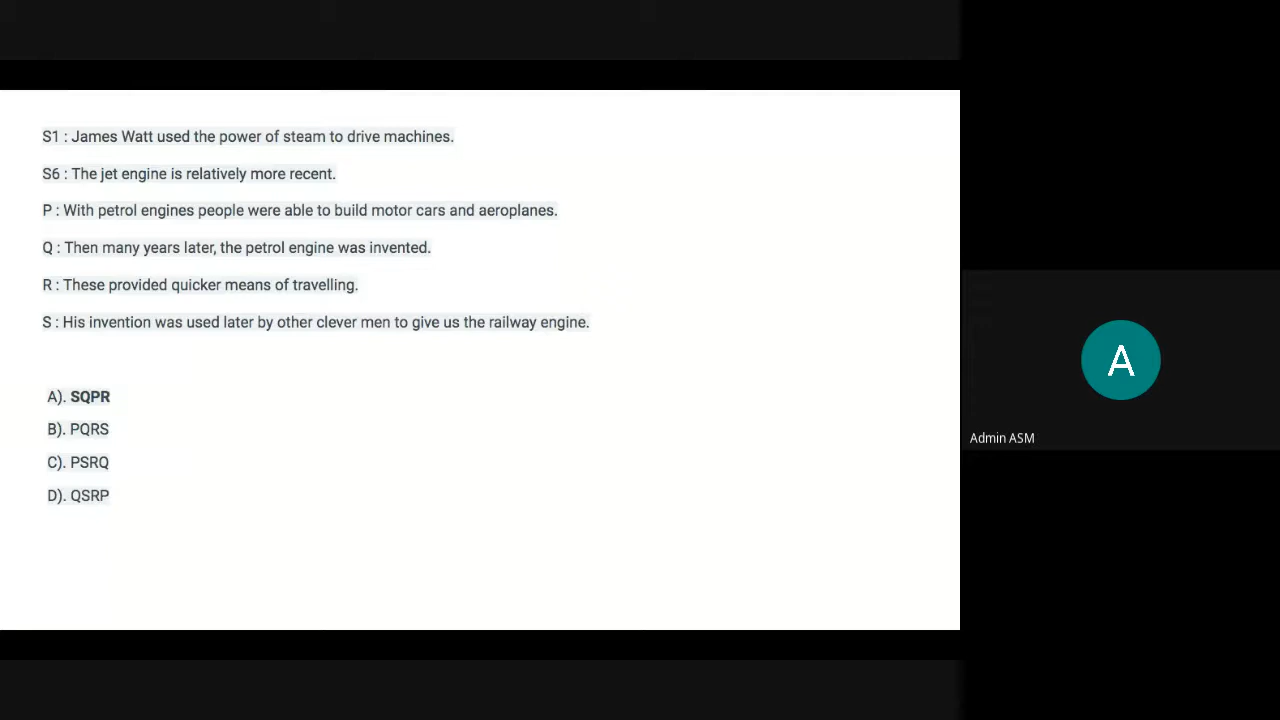 S1 : James Watt used the power of steam to drive machines.
S6 : The jet engine is relatively more recent.
P : With petrol engines people were able to build motor cars and aeroplanes.
Q : Then many years later, the petrol engine was invented.
R : These provided quicker means of travelling.
S : His invention was used later by other clever men to give us the railway engine.
A). SQPR
B). PQRS
C). PSRQ
D). QSRP
A
Admin ASM